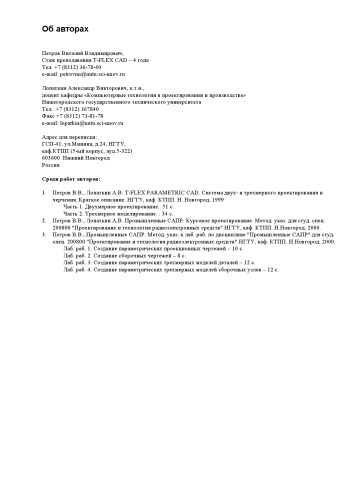 Об авторах
Петров Виталий Владимирович,
Стаж преподавания T-FLEX CAD – 4 года
Тел. +7 (8312) 36-78-40
e-mail: petrovm@nntu.sci-nnov.ru
Лопаткин Александр Викторович, к.т.н.,
доцент кафедры «Компьютерные технологии в проектировании и производстве»
Нижегородского государственного технического университета
Тел. +7 (8312) 367840
Факс +7 (8312) 73-81-78
e-mail: lopatkin@nntu.sci-nnov.ru
Адрес для переписки:
ГСП-41, ул.Минина, д.24, НГТУ,
каф.КТПП (5-ый корпус, ауд.5-322)
603600 Нижний Новгород
Россия
Среди работ авторов:
1. Петров В.В., Лопаткин А.В. T-FLEX PARAMETRIC CAD. Система двух- и трехмерного проектирования и
черчения. Краткое описание. НГТУ, каф. КТПП. Н. Новгород, 1999
Часть 1. Двухмерное проектирование. 51 с.
Часть 2. Трехмерное моделирование. . 34 с.
2. Петров В.В., Лопаткин А.В. Промышленные САПР. Курсовое проектирование. Метод. указ. для студ. спец.
200800 "Проектирование и технология радиоэлектронных средств" НГТУ, каф. КТПП. Н.Новгород, 2000.
3. Петров В.В., Промышленные САПР. Метод. указ. к лаб. раб. по дисциплине "Промышленные САПР" для студ.
спец. 200800 "Проектирование и технология радиоэлектронных средств" НГТУ, каф. КТПП. Н.Новгород, 2000.
Лаб. раб. 1. Создание параметрических проекционных чертежей – 10 с.
Лаб. раб. 2. Создание сборочных чертежей – 8 с.
Лаб. раб. 3. Создание параметрических трехмерных моделей деталей – 12 с.
Лаб. раб. 4. Создание параметрических трехмерных моделей сборочных узлов – 12 с.